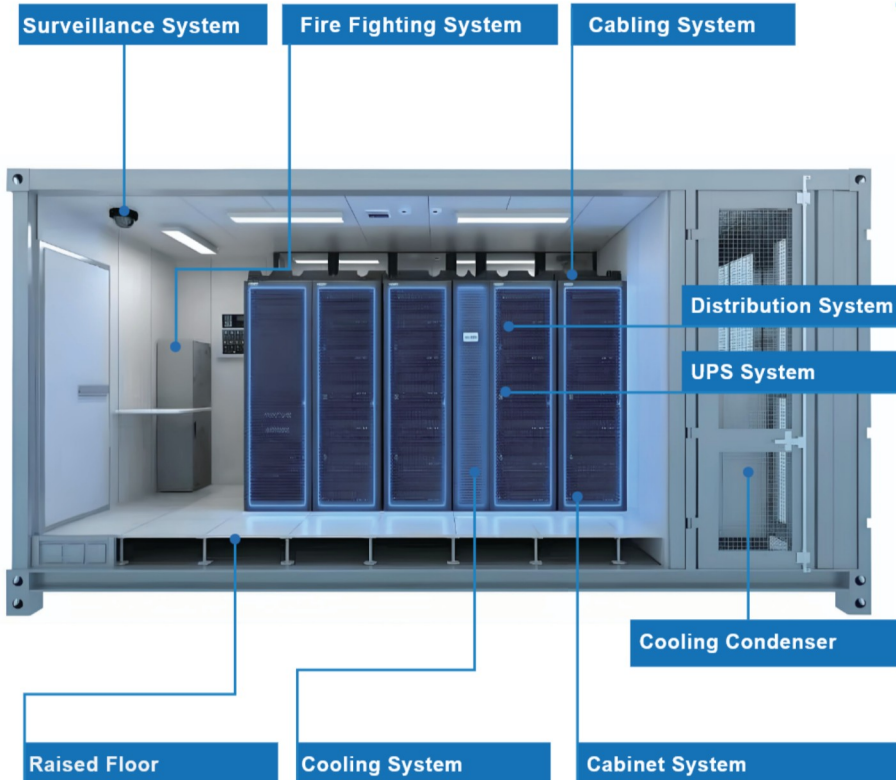 Surveillance System
Fire Fighting System
Cabling System
Distribution System
UPS System
Cooling Condenser
Raised Floor
Cooling System
Cabinet System